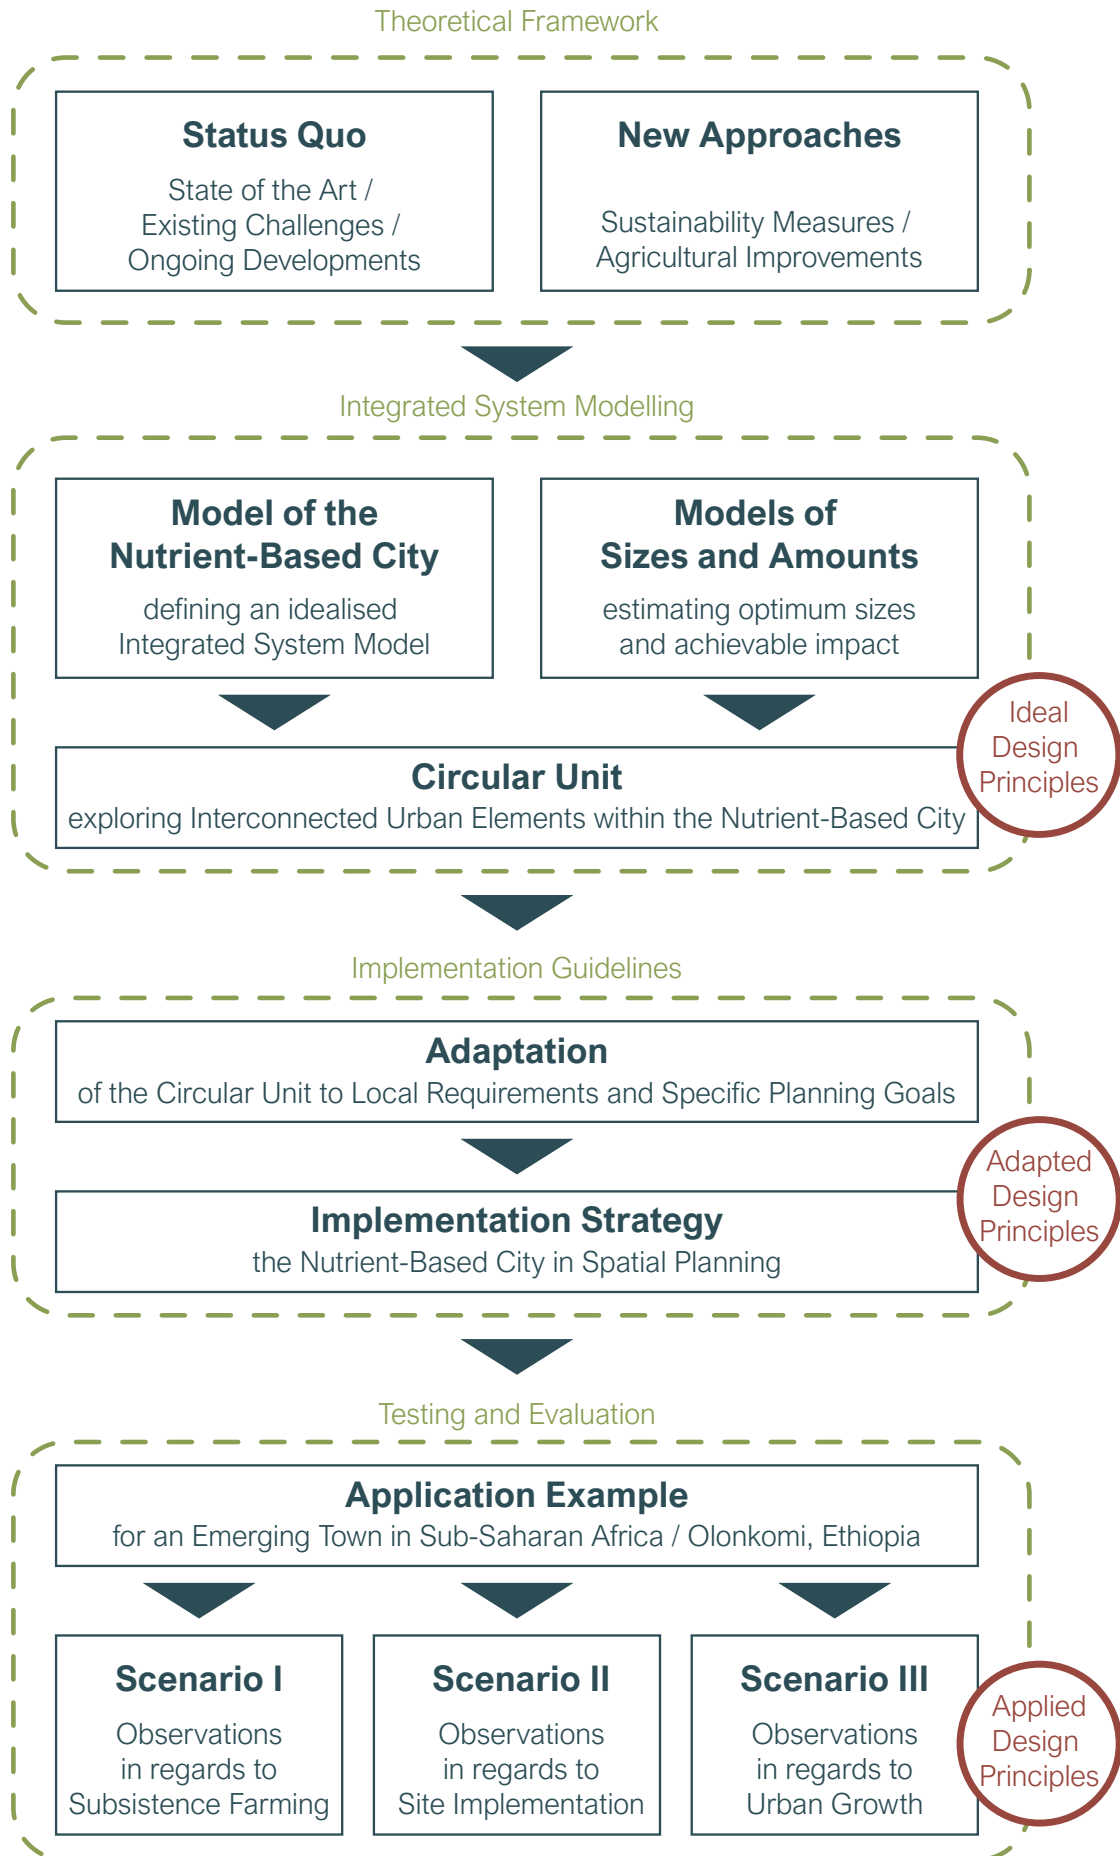 Theoretical Framework
Status Quo
State of the Art /
Existing Challenges /
Ongoing Developments
New Approaches
Sustainability Measures /
Agricultural Improvements
Integrated System Modelling
Model of the
Nutrient-Based City
defining an idealised
Integrated System Model
Models of
Sizes and Amounts
estimating optimum sizes
and achievable impact
Circular Unit
exploring Interconnected Urban Elements within the Nutrient-Based City
Ideal
Design
Principles
Implementation Guidelines
Adaptation
of the Circular Unit to Local Requirements and Specific Planning Goals
Implementation Strategy
the Nutrient-Based City in Spatial Planning
Adapted
Design
Principles
Testing and Evaluation
Application Example
for an Emerging Town in Sub-Saharan Africa / Olonkomi, Ethiopia
Scenario I
Observations
in regards to
Subsistence Farming
Scenario II
Observations
in regards to
Site Implementation
Scenario III
Observations
in regards to
Urban Growth
Applied
Design
Principles